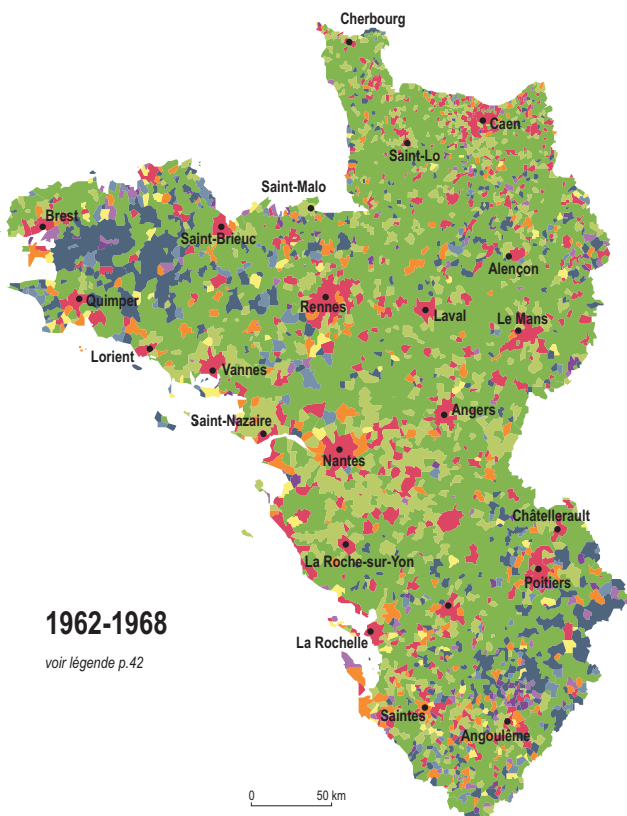 Cherbourg
Caen
Saint-Lo
Saint-Malo
Brest
Saint-Brieuc
Alençon
Quimper
Rennes
Laval
Le Mans
Lorient
Vannes
Angers
Saint-Nazaire
Nantes
Châtellerault
La Roche-sur-Yon
Poitiers
1962-1968
La Rochelle
voir légende p.42
Saintes
Angoulême
0 50 km